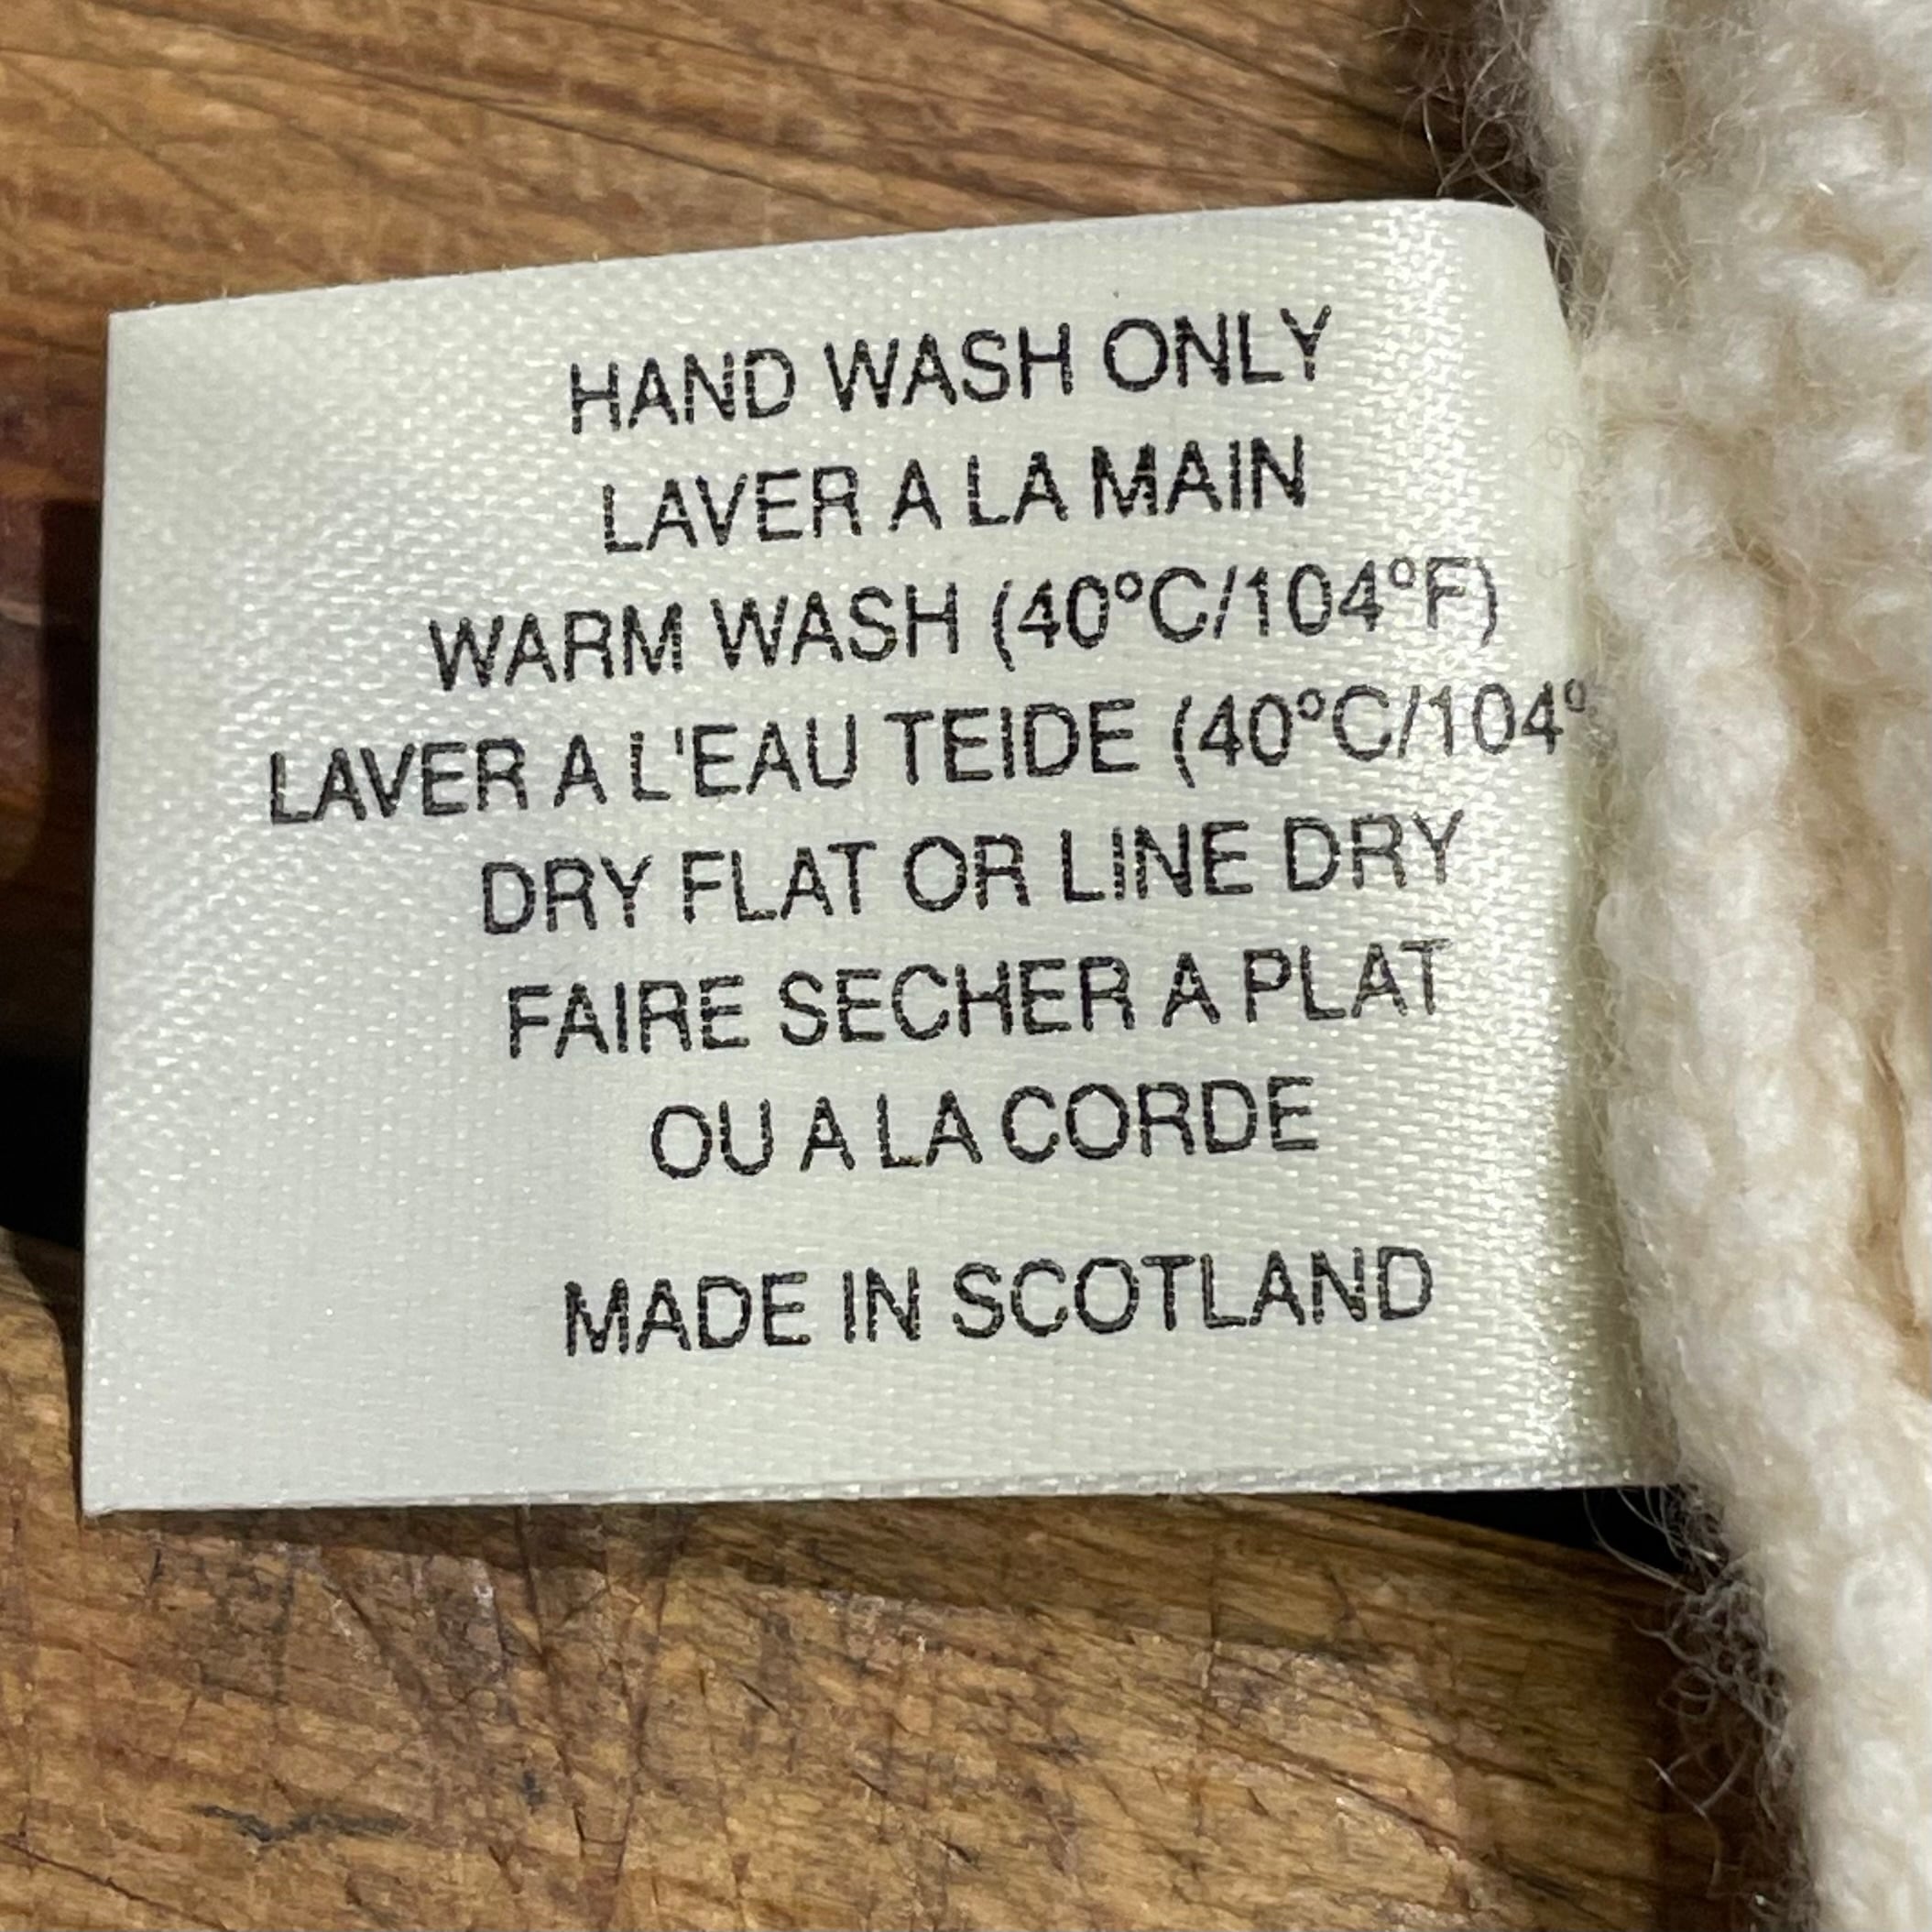 HAND WASH ONLY
LAVER A LA MAIN
WARM WASH (40°C/104°F)
LAVER A L'EAU TEIDE (40°C/104°
DRY FLAT OR LINE DRY
FAIRE SECHER A PLAT
OU A LA CORDE
MADE IN SCOTLAND